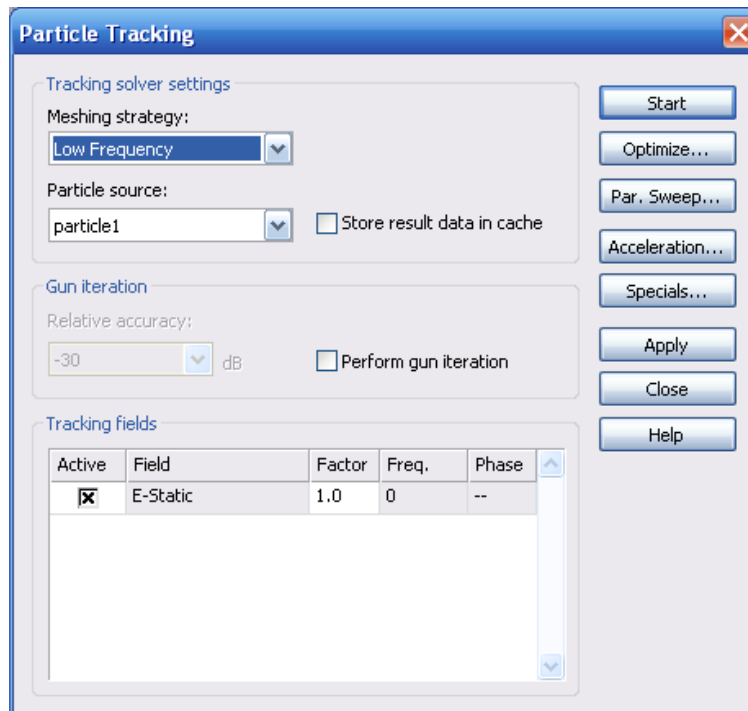 Particle Tracking
Tracking solver settings
Meshing strategy:
Low Frequency
Particle source:
particle1
Store result data in cache
Gun iteration
Relative accuracy:
-30 dB
Perform gun iteration
Tracking fields
Active Field Factor Freq. Phase
E-Static 1.0 0 --
Start
Optimize...
Par. Sweep...
Acceleration...
Specials...
Apply
Close
Help